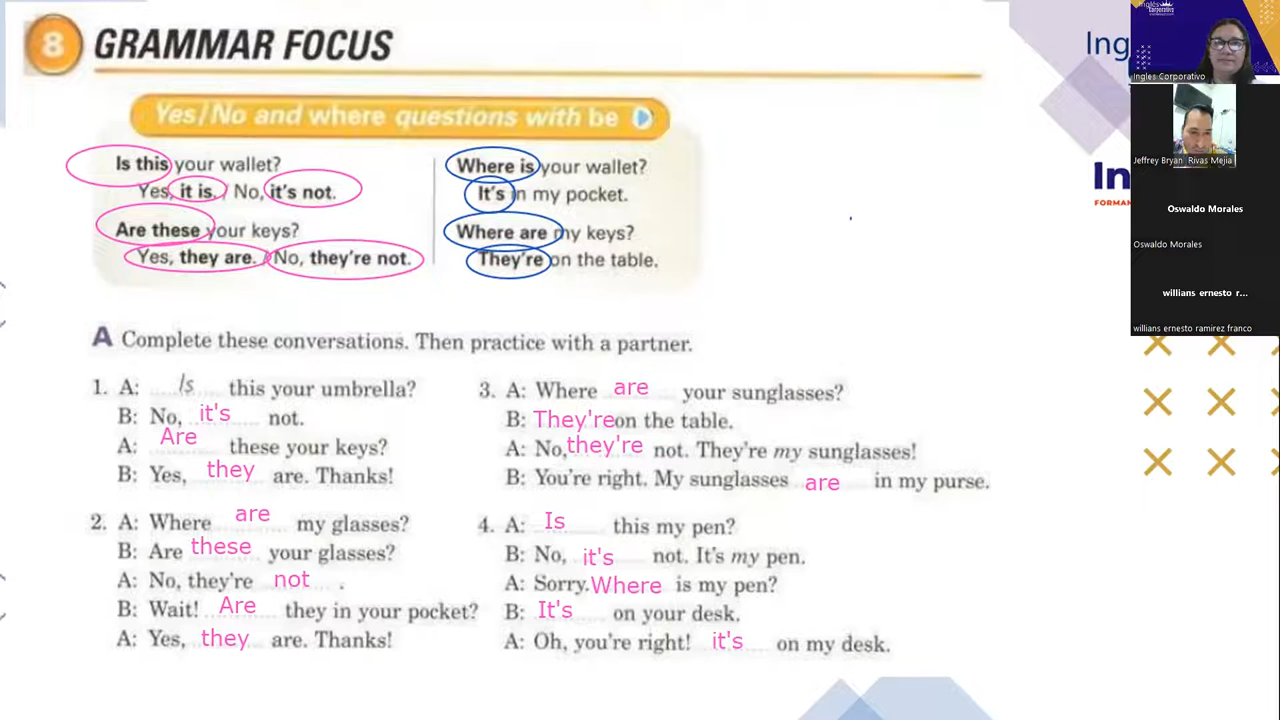 8 GRAMMAR FOCUS
Yes/No and where questions with be
Is this your wallet?
Yes, it is. / No, it's not.
Are these your keys?
Yes, they are. / No, they're not.
Where is your wallet?
It's in my pocket.
Where are my keys?
They're on the table.
A Complete these conversations. Then practice with a partner.
1. A: Is this your umbrella?
B: No, it's not.
A: Are these your keys?
B: Yes, they are. Thanks!
2. A: Where are my glasses?
B: Are these your glasses?
A: No, they're not.
B: Wait! Are they in your pocket?
A: Yes, they are. Thanks!
3. A: Where are your sunglasses?
B: They're on the table.
A: No, they're not. They're my sunglasses!
B: You're right. My sunglasses are in my purse.
4. A: Is this my pen?
B: No, it's not. It's my pen.
A: Sorry. Where is my pen?
B: It's on your desk.
A: Oh, you're right! it's on my desk.
Ingles Corporativo
Jeffrey Bryan Rivas Mejia
Oswaldo Morales
Oswaldo Morales
willians ernesto r...
willians ernesto ramirez franco